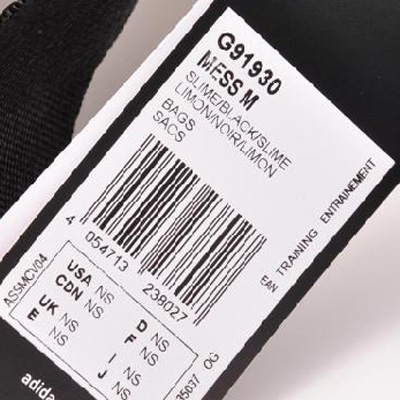 G91930
MESS M
SLIME/BLACK/SLIME
LIMON/NOIR/LIMON
BAGS
SACS
TRAINING ENTRAINEMENT
EAN
4 054713 238027
ASSMCV04
USA NS
CDN NS
UK NS
E NS
D NS
F NS
I NS
J NS
35037 OG
adida